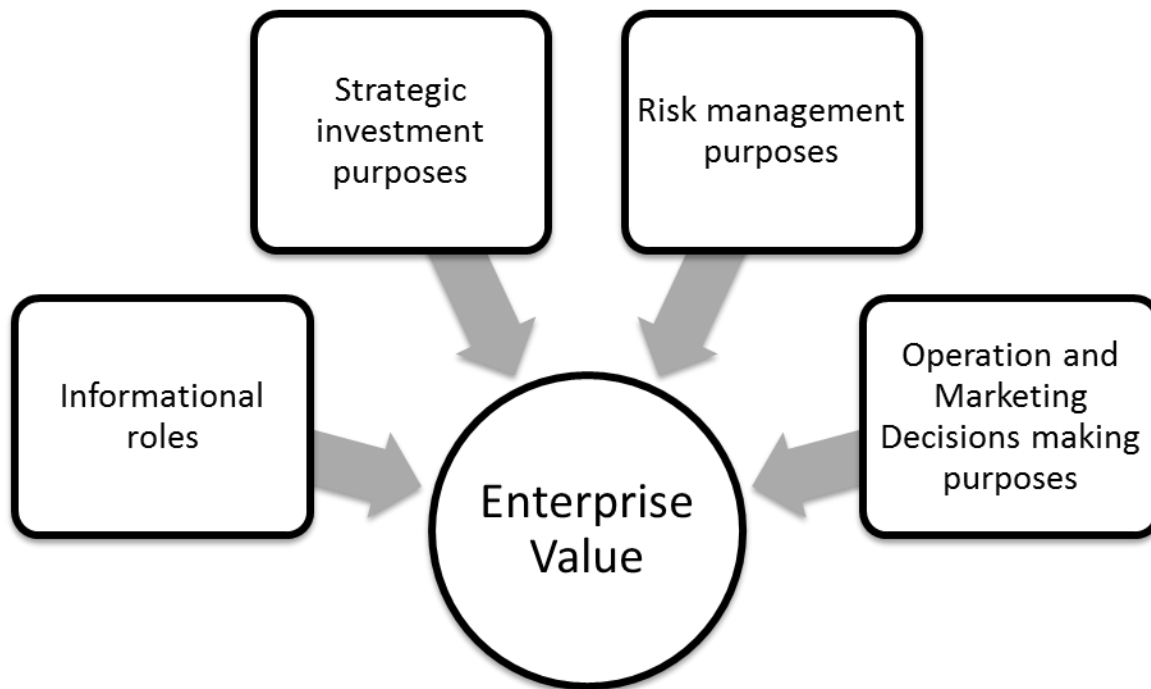 Strategic
investment
purposes
Risk management
purposes
Informational
roles
Operation and
Marketing
Decisions making
purposes
Enterprise
Value